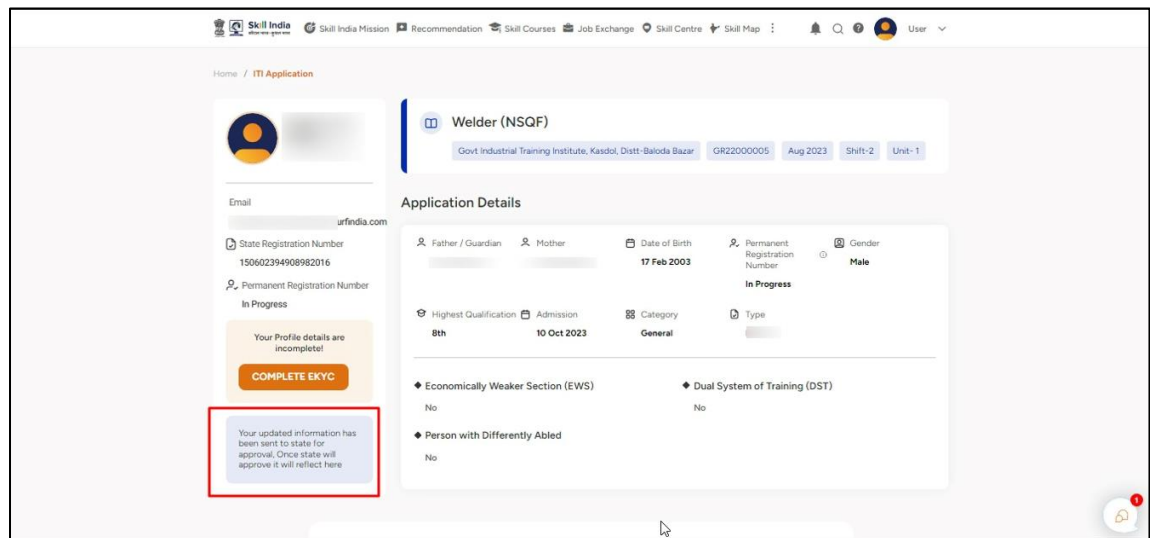 Skill India Skill India Mission Recommendation Skill Courses Job Exchange Skill Centre Skill Map User
Home / ITI Application
Welder (NSQF)
Govt Industrial Training Institute, Kasdol, Distt-Baloda Bazar GR22000005 Aug 2023 Shift-2 Unit- 1
Email
urfindia.com
State Registration Number
150602394908982016
Permanent Registration Number
In Progress
Your Profile details are
incomplete!
COMPLETE EKYC
Your updated information has
been sent to state for
approval, Once state will
approve it will reflect here
Application Details
Father / Guardian Mother Date of Birth Permanent Registration Number Gender
17 Feb 2003 In Progress Male
Highest Qualification Admission Category Type
8th 10 Oct 2023 General
Economically Weaker Section (EWS) Dual System of Training (DST)
No No
Person with Differently Abled
No
1